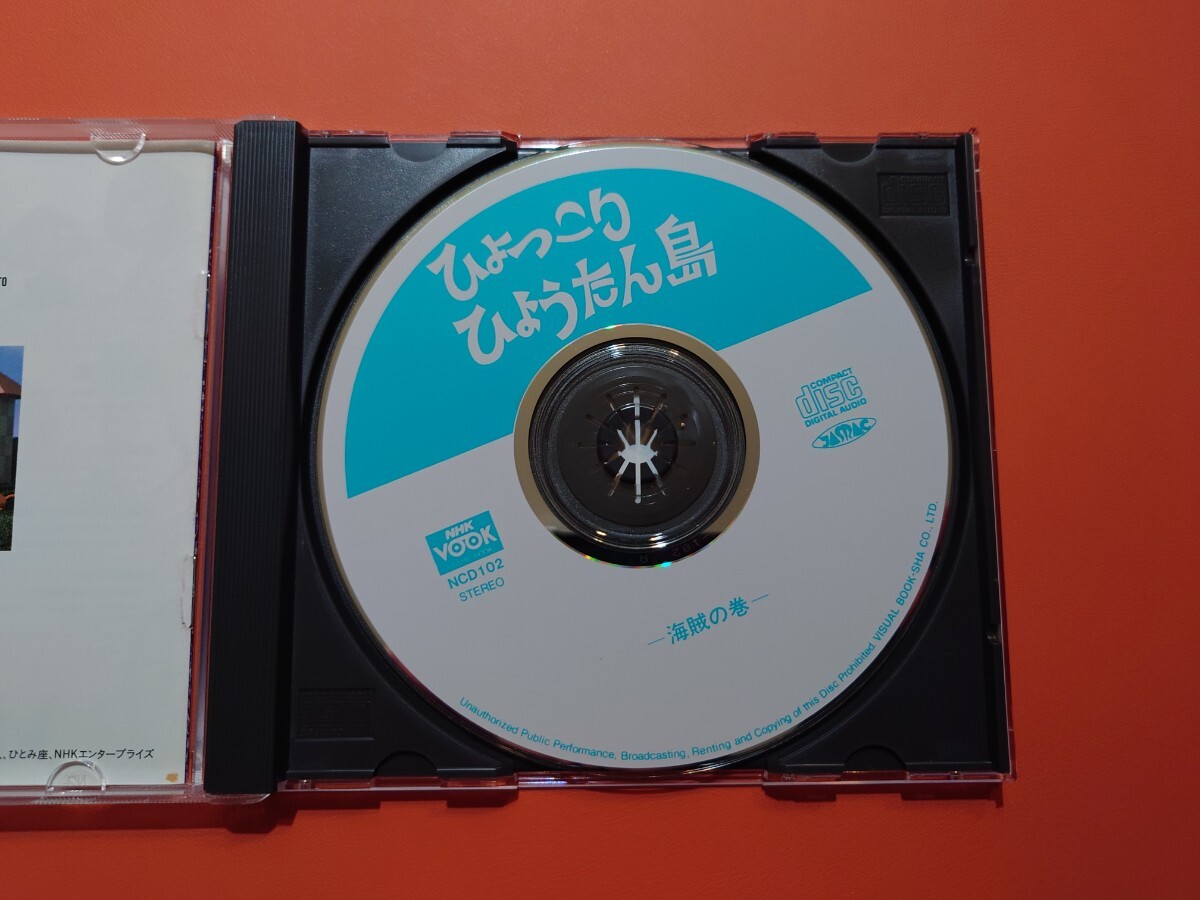 TO
、ひとみ座、NHKエンタープライズ
ひょっこり
ひょうたん島
COMPACT
disc
DIGITAL AUDIO
JASRAC
NHK
VOOK
NCD102
STEREO
—海賊の巻—
Unauthorized Public Performance, Broadcasting, Renting and Copying of this Disc Prohibited. VISUAL BOOK-SHA CO., LTD.